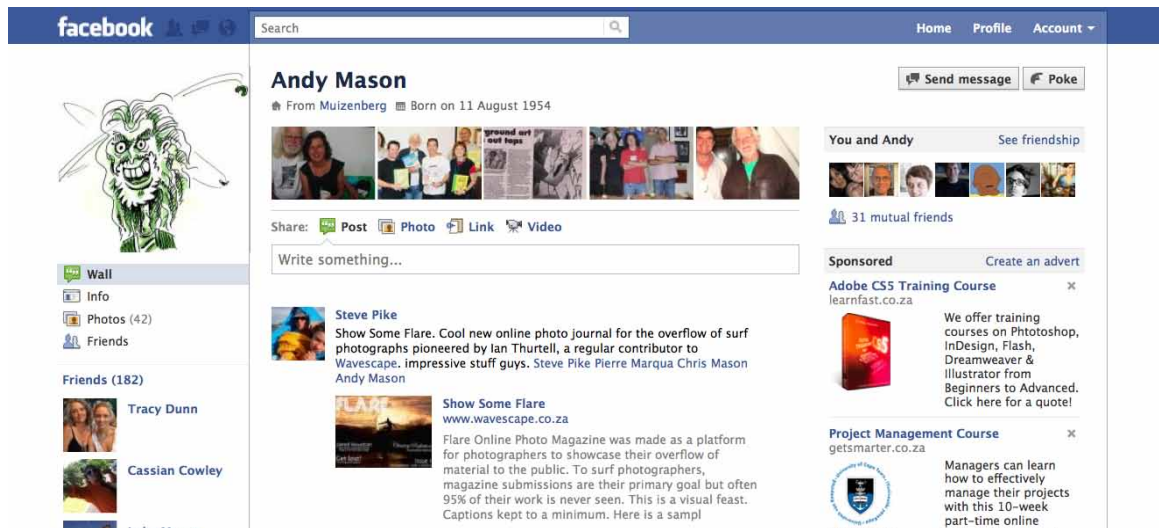 facebook
Search
Home Profile Account
Andy Mason
From Muizenberg Born on 11 August 1954
ground art
out tops
Share: Post Photo Link Video
Write something...
Wall
Info
Photos (42)
Friends
Friends (182)
Tracy Dunn
Cassian Cowley
Steve Pike
Show Some Flare. Cool new online photo journal for the overflow of surf
photographs pioneered by Ian Thurtell, a regular contributor to
Wavescape. impressive stuff guys. Steve Pike Pierre Marqua Chris Mason
Andy Mason
FLARE
Show Some Flare
www.wavescape.co.za
Flare Online Photo Magazine was made as a platform
for photographers to showcase their overflow of
material to the public. To surf photographers,
magazine submissions are their primary goal but often
95% of their work is never seen. This is a visual feast.
Captions kept to a minimum. Here is a sampl
Send message Poke
You and Andy See friendship
31 mutual friends
Sponsored Create an advert
Adobe CS5 Training Course
learnfast.co.za
We offer training
courses on Phtotoshop,
InDesign, Flash,
Dreamweaver &
Illustrator from
Beginners to Advanced.
Click here for a quote!
Project Management Course
getsmarter.co.za
Managers can learn
how to effectively
manage their projects
with this 10-week
part-time online